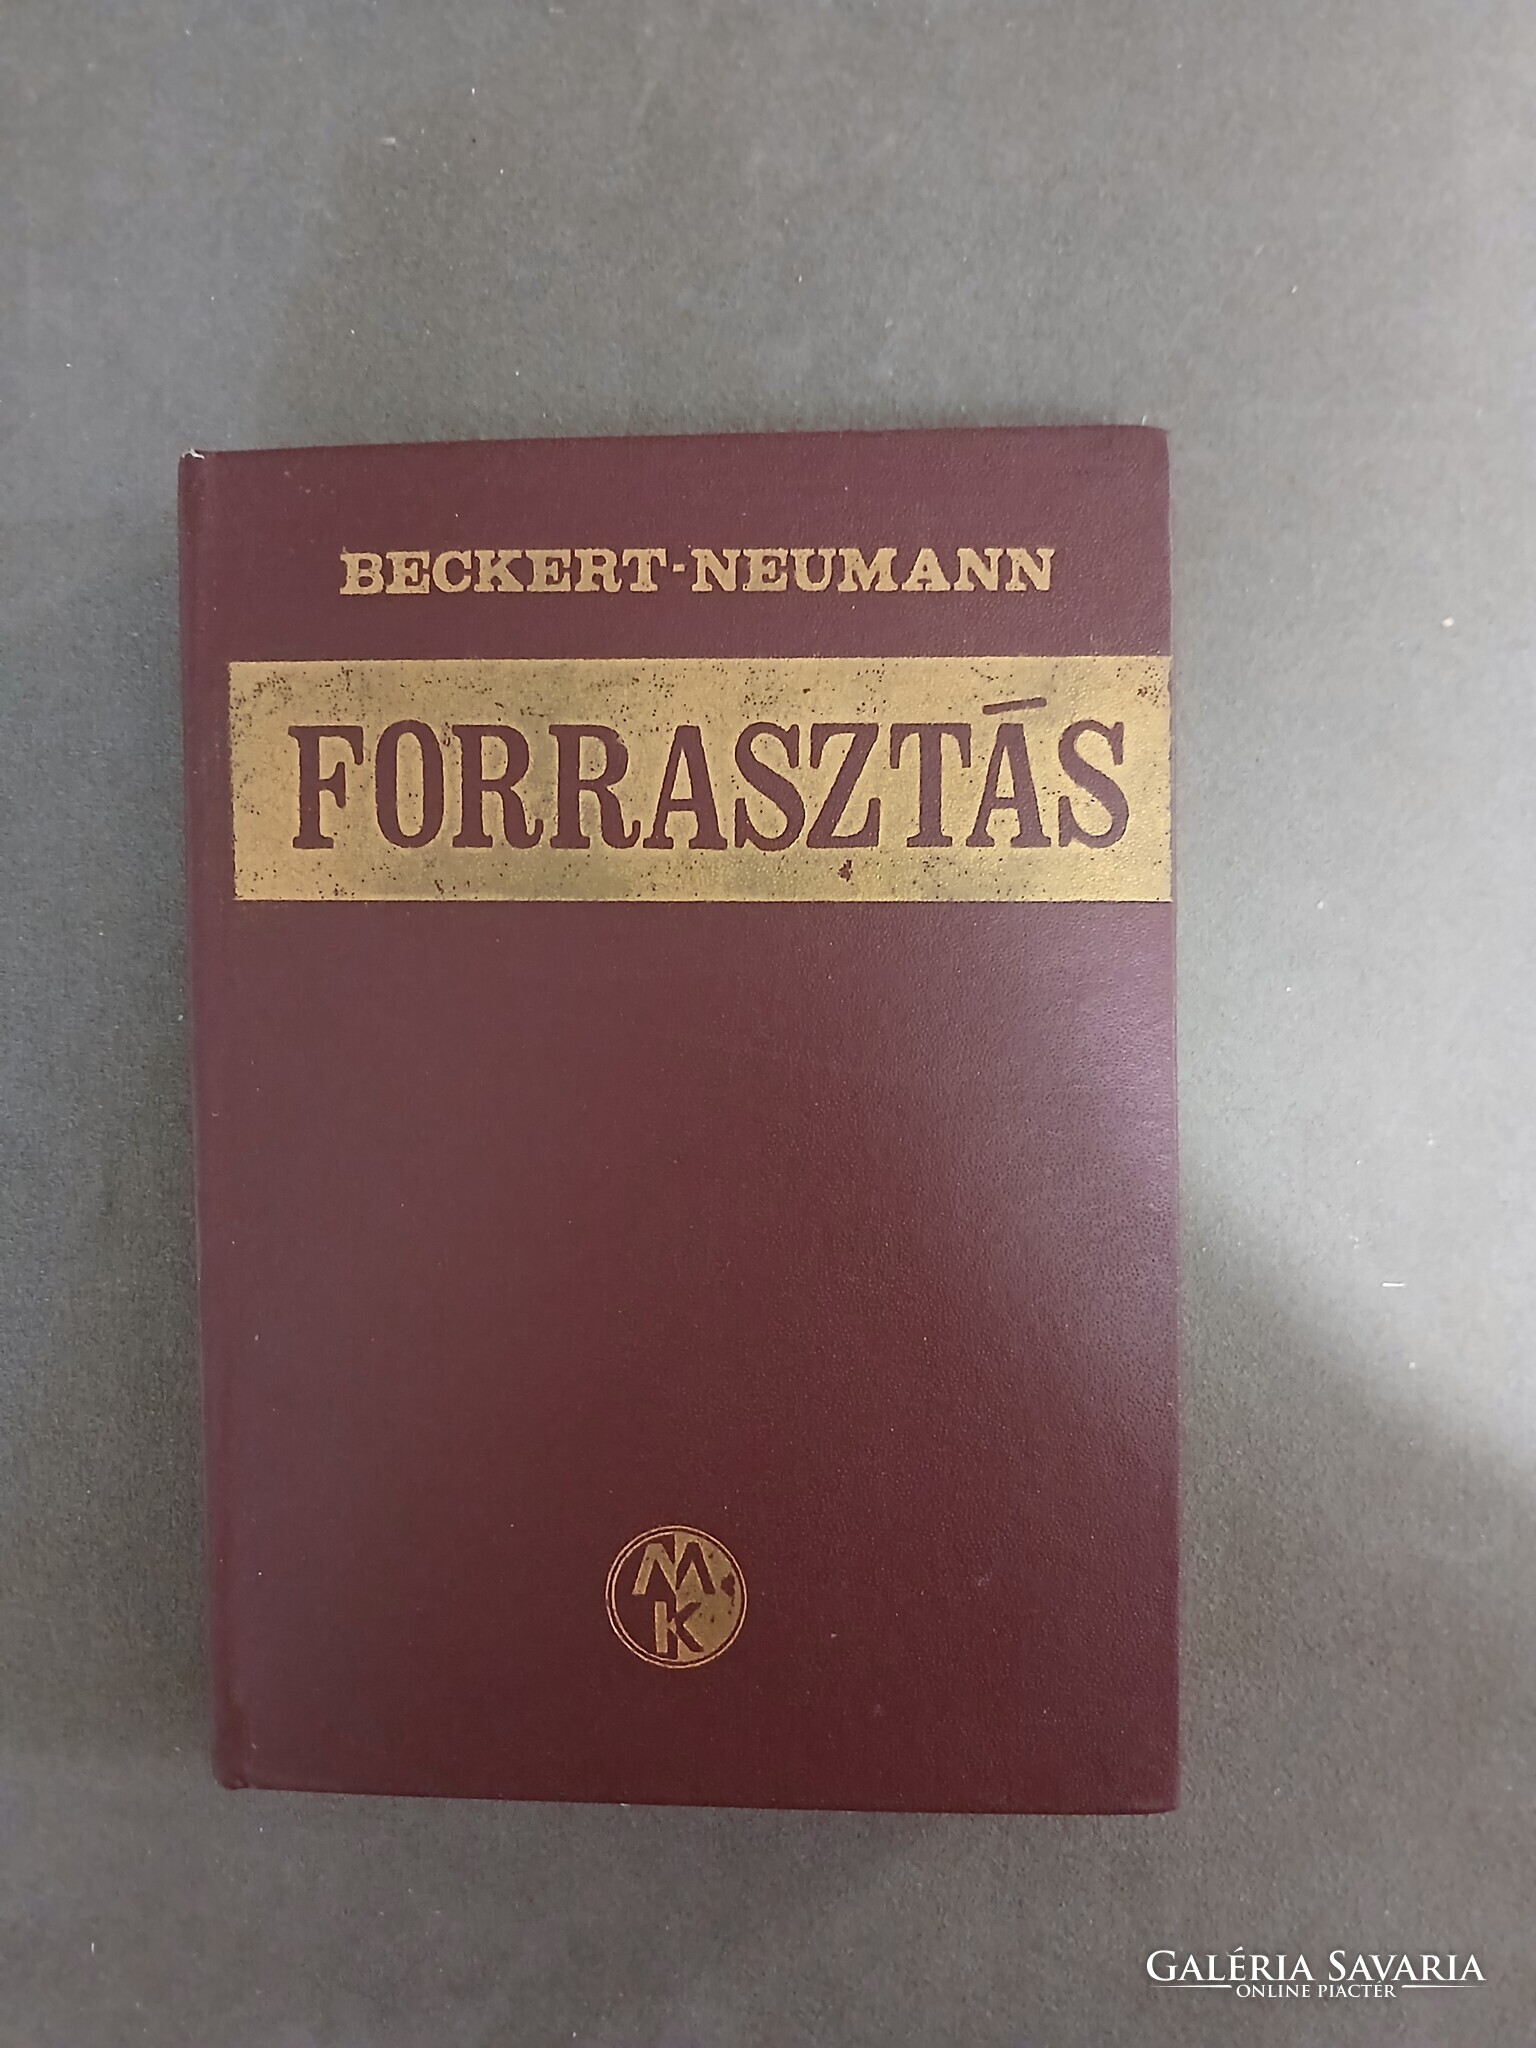 BECKERT-NEUMANN
FORRASZTÁS
MK
GALÉRIA SAVARIA
ONLINE PIACTÉR